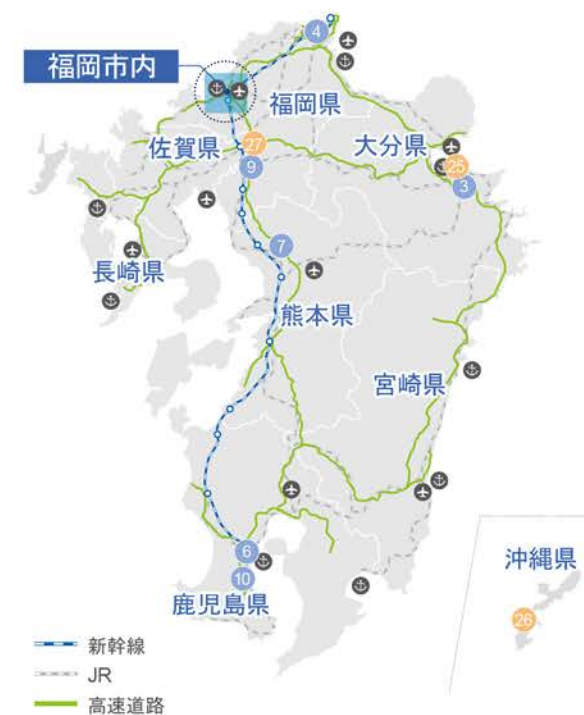 4
福岡市内
福岡県
佐賀県
27
大分県
25
9
3
7
長崎県
熊本県
宮崎県
6
10
沖縄県
26
鹿児島県
新幹線
JR
高速道路